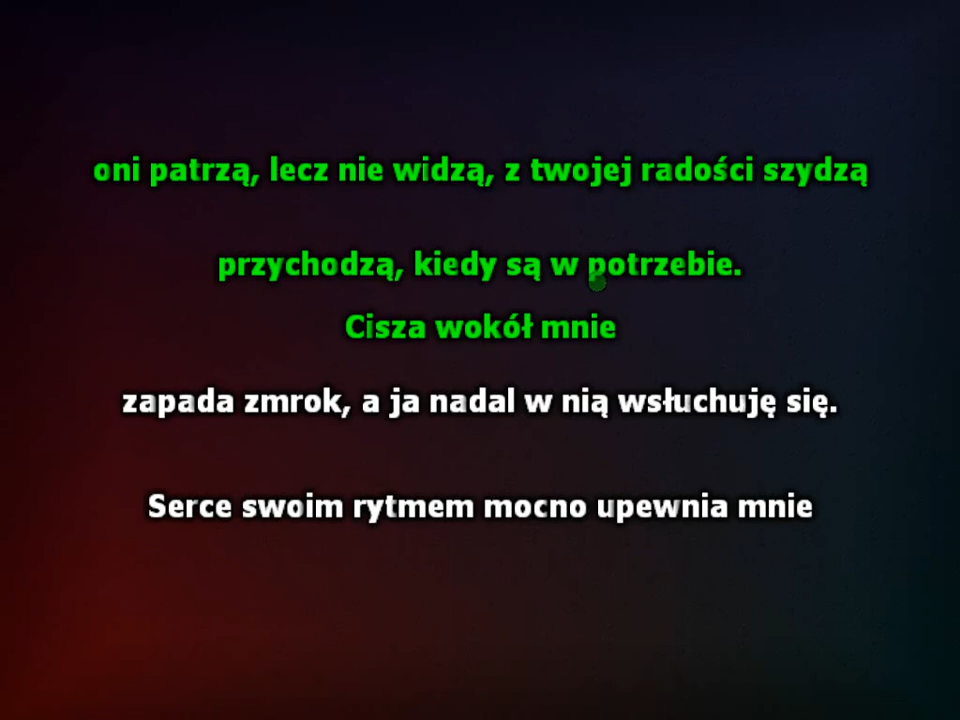 oni patrzą, lecz nie widzą, z twojej radości szydzą
przychodzą, kiedy są w potrzebie.
Cisza wokół mnie
zapada zmrok, a ja nadal w nią wsłuchuję się.
Serce swoim rytmem mocno upewnia mnie